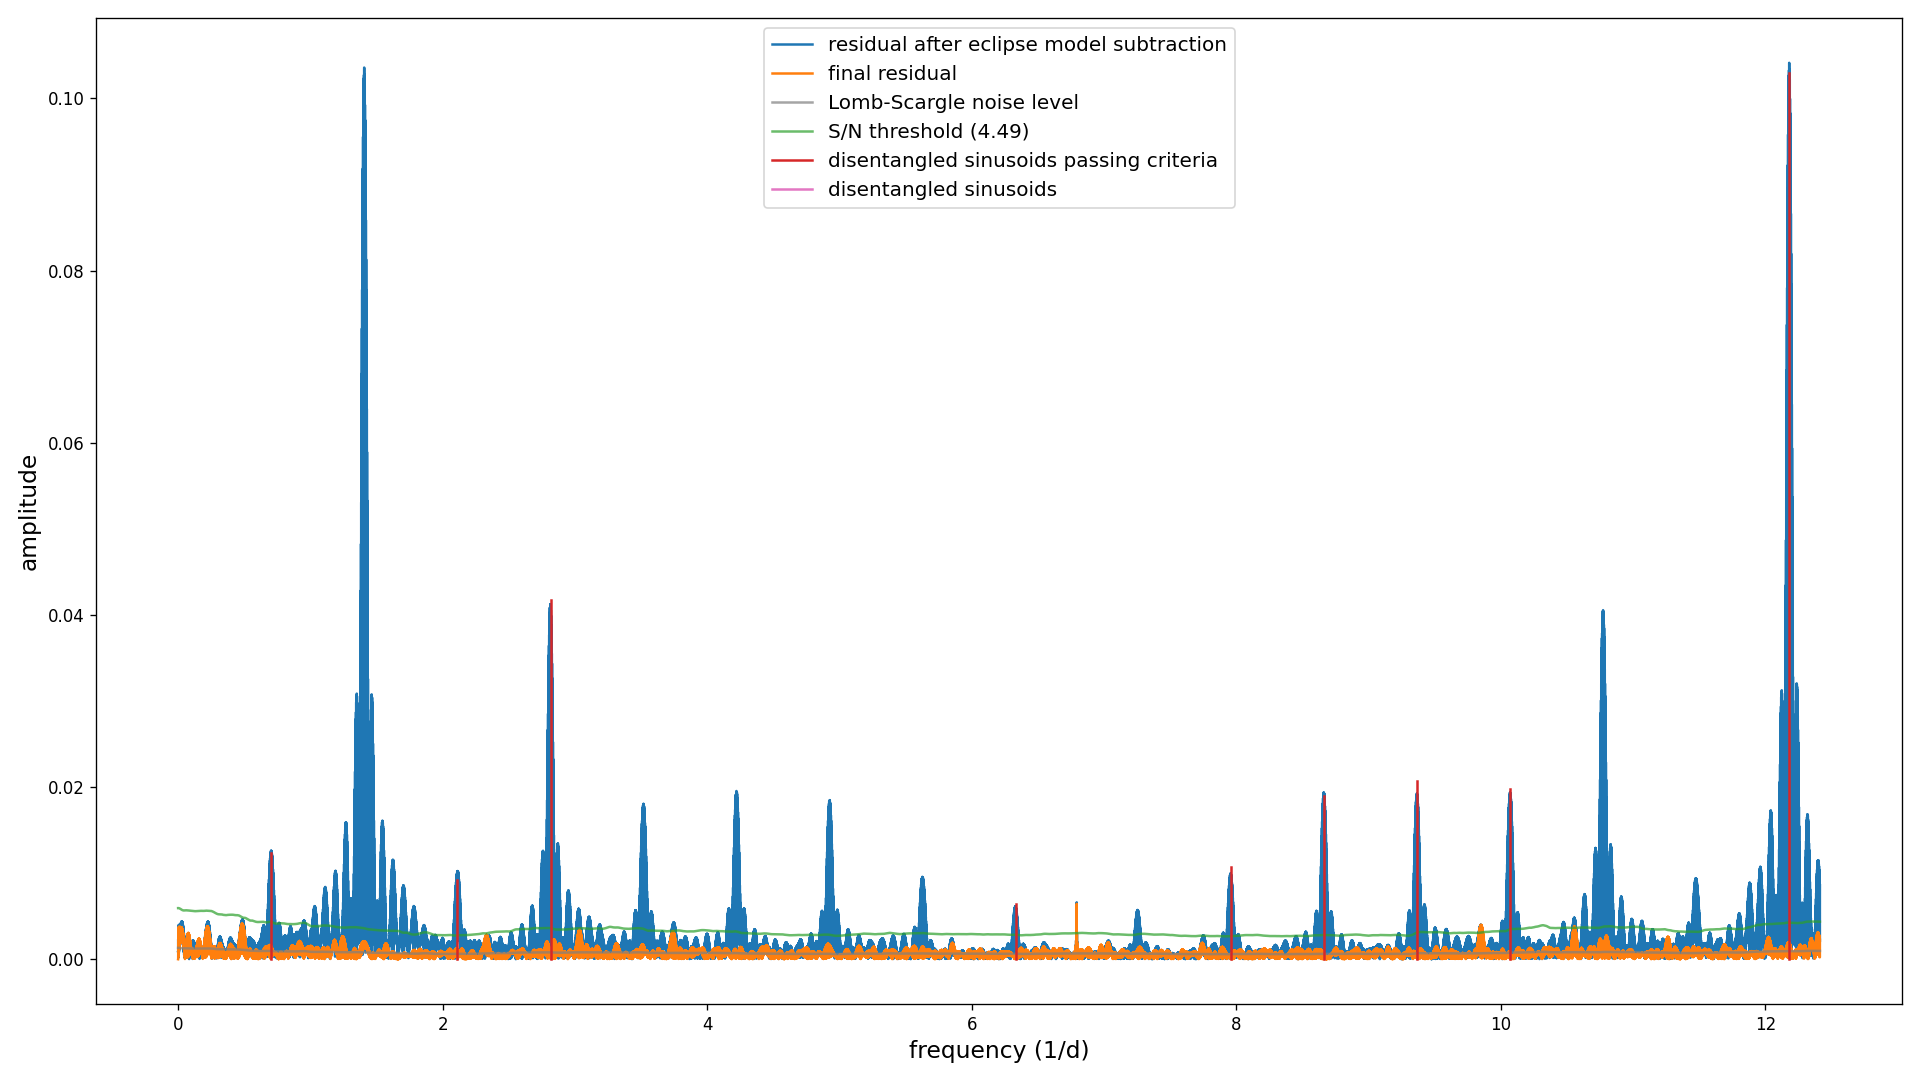 residual after eclipse model subtraction
final residual
Lomb-Scargle noise level
S/N threshold (4.49)
disentangled sinusoids passing criteria
disentangled sinusoids
0.10
0.08
0.06
0.04
0.02
0.00
amplitude
0 2 4 6 8 10 12
frequency (1/d)